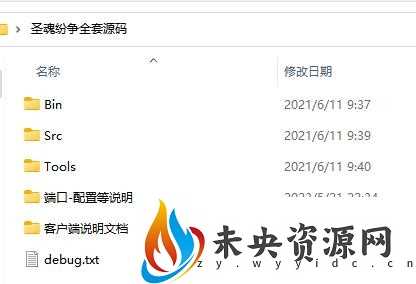 圣魂纷争全套源码
名称 修改日期
Bin 2021/6/11 9:37
Src 2021/6/11 9:39
Tools 2021/6/11 9:40
端口-配置等说明
客户端说明文档
debug.txt
未央资源网
zy.wyyidc.cn